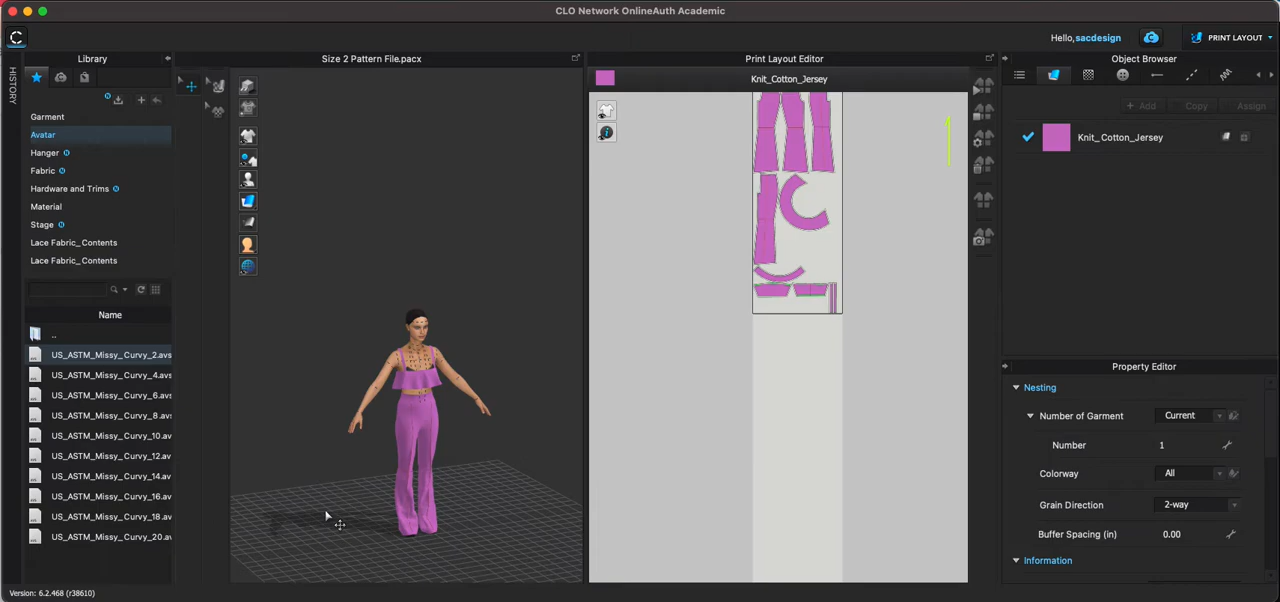 CLO Network OnlineAuth Academic
Hello, sacdesign
PRINT LAYOUT
HISTORY
Library
Size 2 Pattern File.pacx
Print Layout Editor
Object Browser
Knit_Cotton_Jersey
Garment
Avatar
Hanger
Fabric
Hardware and Trims
Material
Stage
Lace Fabric_Contents
Lace Fabric_Contents
Name
..
US_ASTM_Missy_Curvy_2.avs
US_ASTM_Missy_Curvy_4.avs
US_ASTM_Missy_Curvy_6.avs
US_ASTM_Missy_Curvy_8.avs
US_ASTM_Missy_Curvy_10.av
US_ASTM_Missy_Curvy_12.av
US_ASTM_Missy_Curvy_14.av
US_ASTM_Missy_Curvy_16.av
US_ASTM_Missy_Curvy_18.av
US_ASTM_Missy_Curvy_20.av
+ Add
Copy
Assign
Knit_Cotton_Jersey
Property Editor
Nesting
Number of Garment
Current
Number
1
Colorway
All
Grain Direction
2-way
Buffer Spacing (in)
0.00
Information
Version: 6.2.468 (r38610)